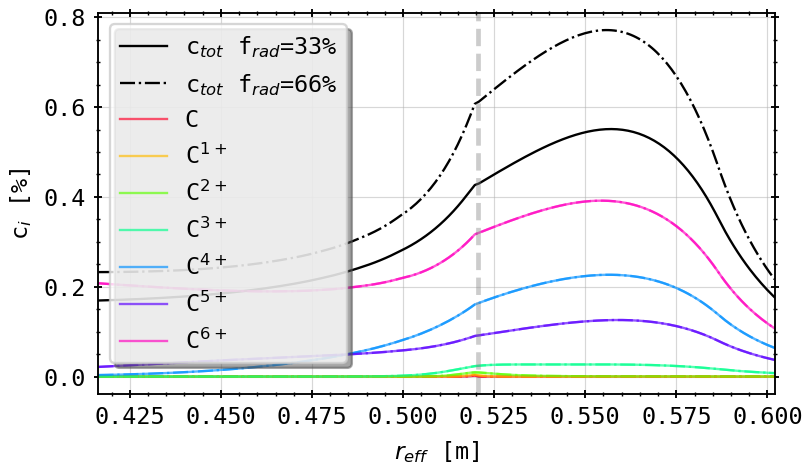 0.8
0.6
0.4
0.2
0.0
c_i [%]
c_tot f_rad=33%
c_tot f_rad=66%
C
C^1+
C^2+
C^3+
C^4+
C^5+
C^6+
0.425 0.450 0.475 0.500 0.525 0.550 0.575 0.600
r_eff [m]